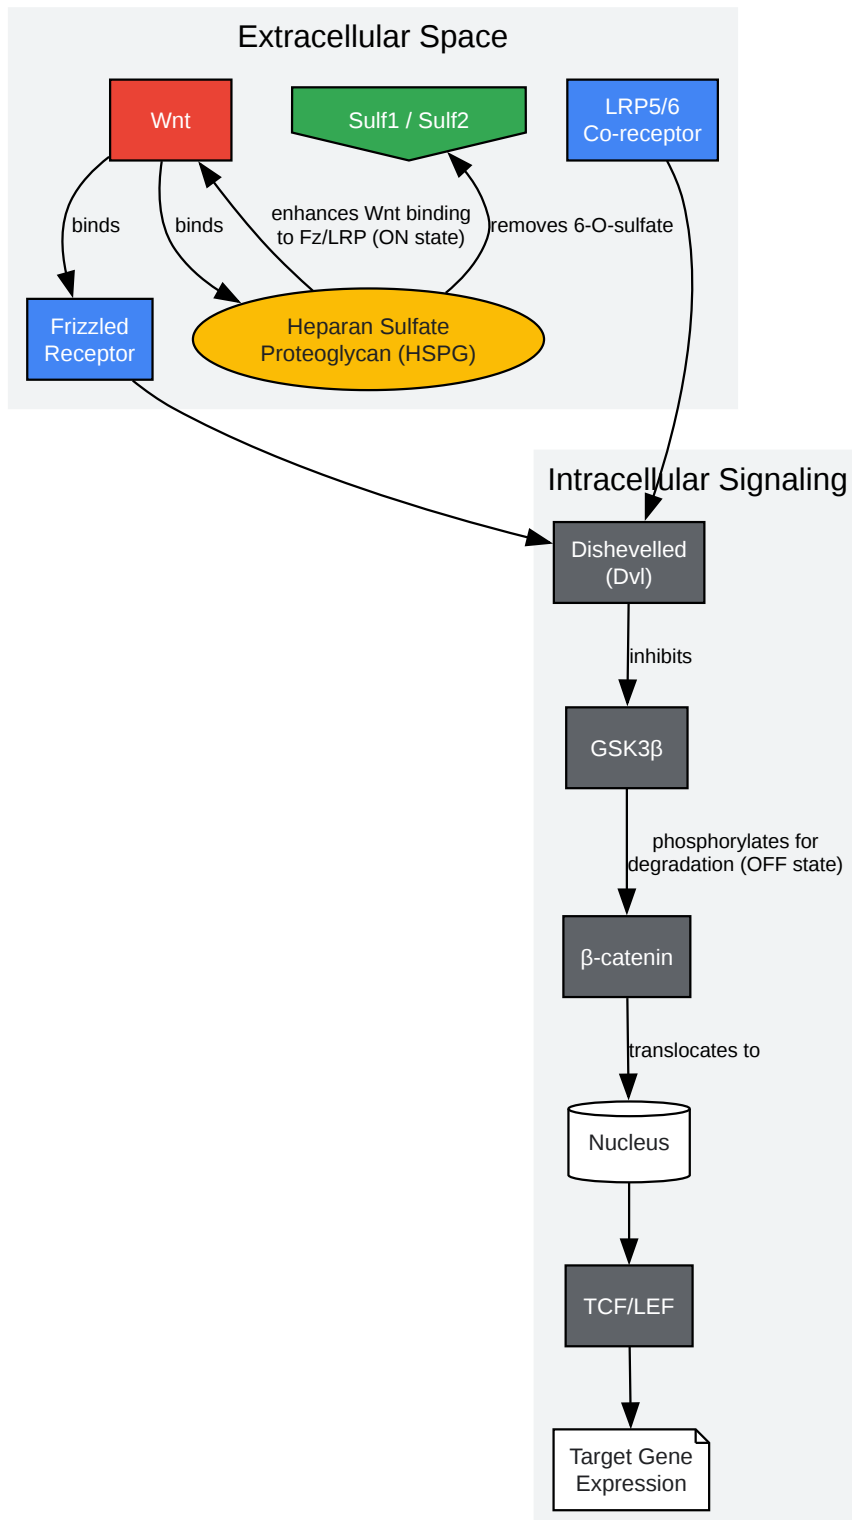 Extracellular Space
Wnt
Sulf1 / Sulf2
LRP5/6
Co-receptor
binds
binds
enhances Wnt binding
to Fz/LRP (ON state)
removes 6-O-sulfate
Frizzled
Receptor
Heparan Sulfate
Proteoglycan (HSPG)
Intracellular Signaling
Dishevelled
(Dvl)
inhibits
GSK3β
phosphorylates for
degradation (OFF state)
β-catenin
translocates to
Nucleus
TCF/LEF
Target Gene
Expression